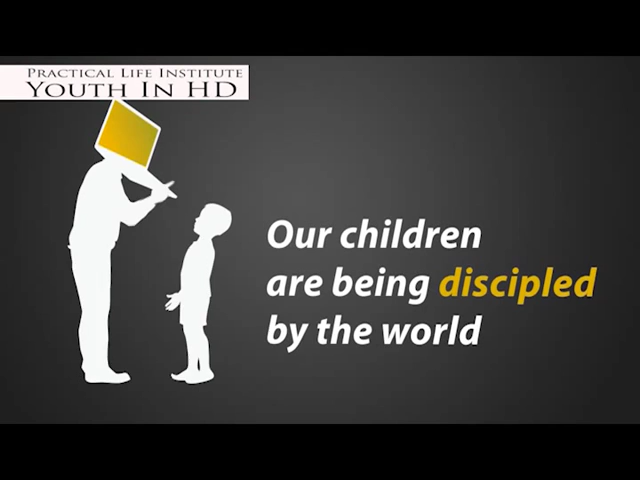 PRACTICAL LIFE INSTITUTE
YOUTH IN HD
Our children
are being discipled
by the world